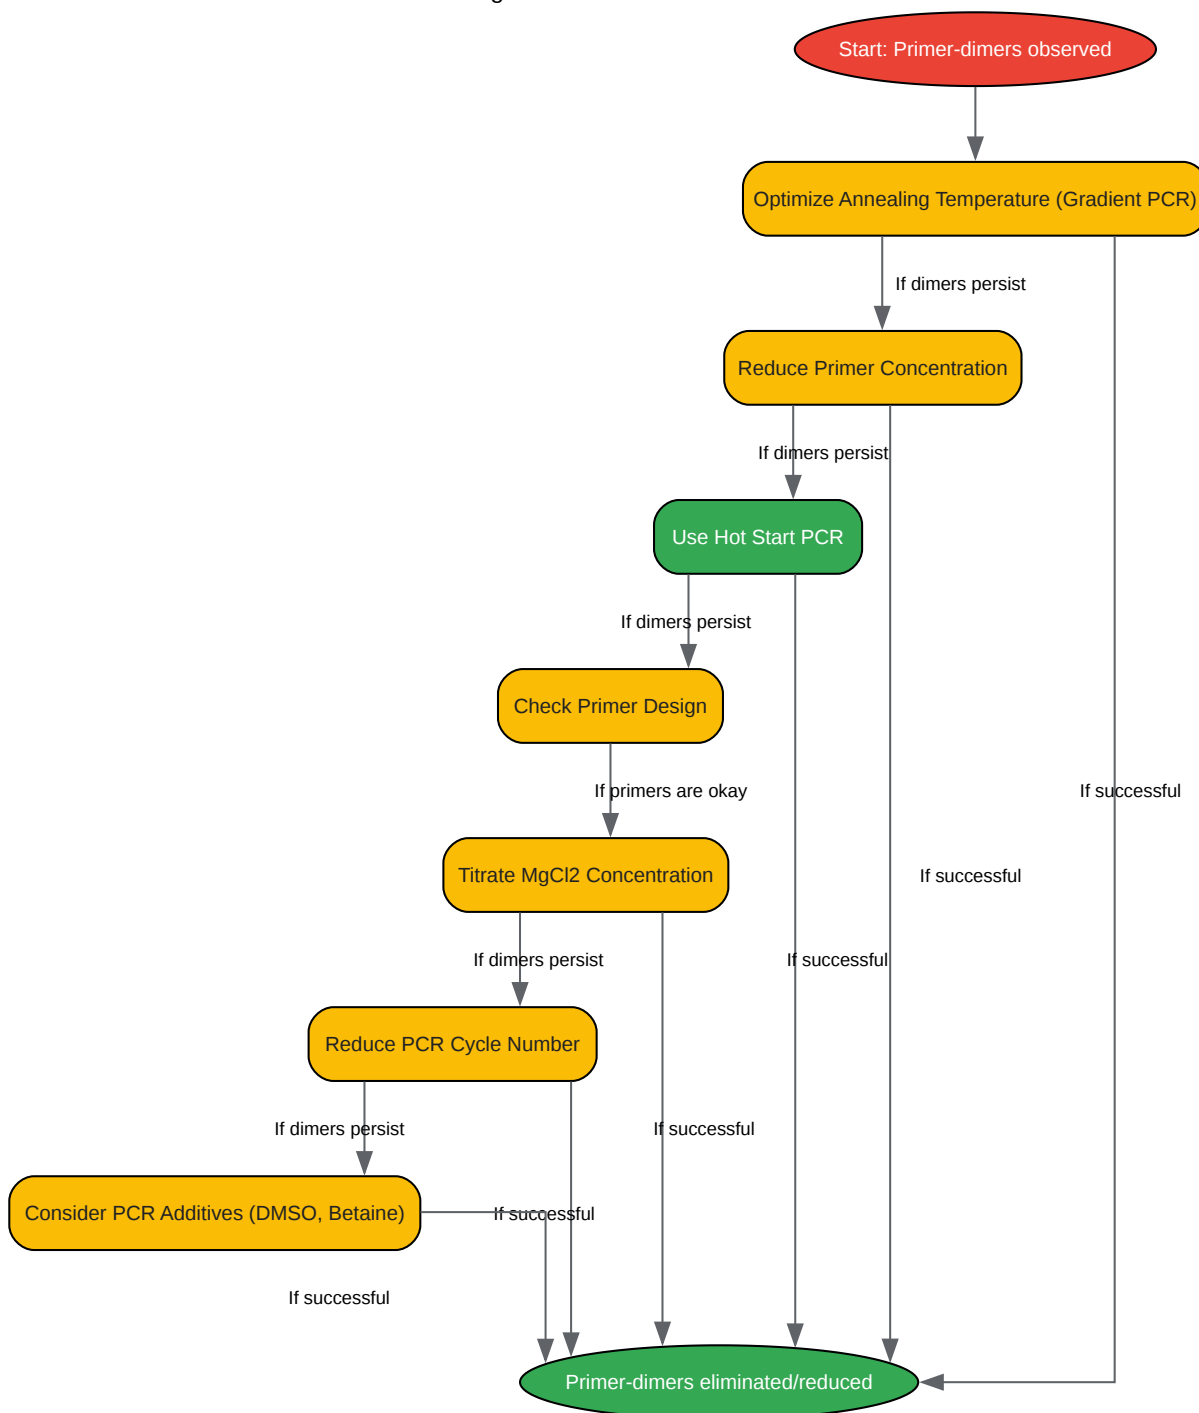 Start: Primer-dimers observed
Optimize Annealing Temperature (Gradient PCR)
If dimers persist
Reduce Primer Concentration
If dimers persist
Use Hot Start PCR
If dimers persist
Check Primer Design
If primers are okay
If successful
Titrate MgCl2 Concentration
If successful
If dimers persist
If successful
Reduce PCR Cycle Number
If dimers persist
If successful
Consider PCR Additives (DMSO, Betaine)
If successful
If successful
Primer-dimers eliminated/reduced